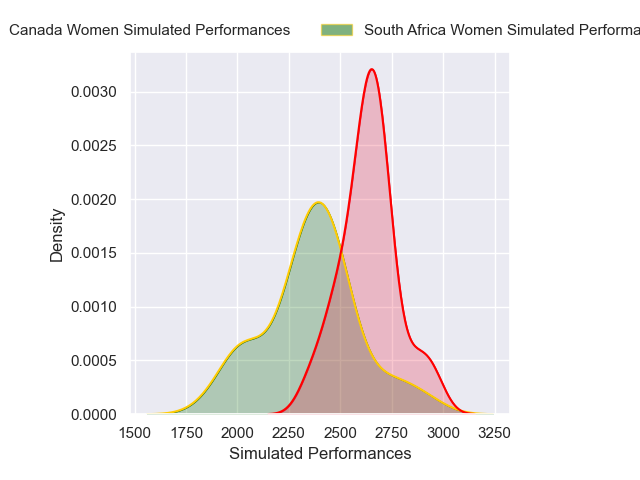 Canada Women Simulated Performances
South Africa Women Simulated Performa
Density
0.0030
0.0025
0.0020
0.0015
0.0010
0.0005
0.0000
1500 1750 2000 2250 2500 2750 3000 3250
Simulated Performances